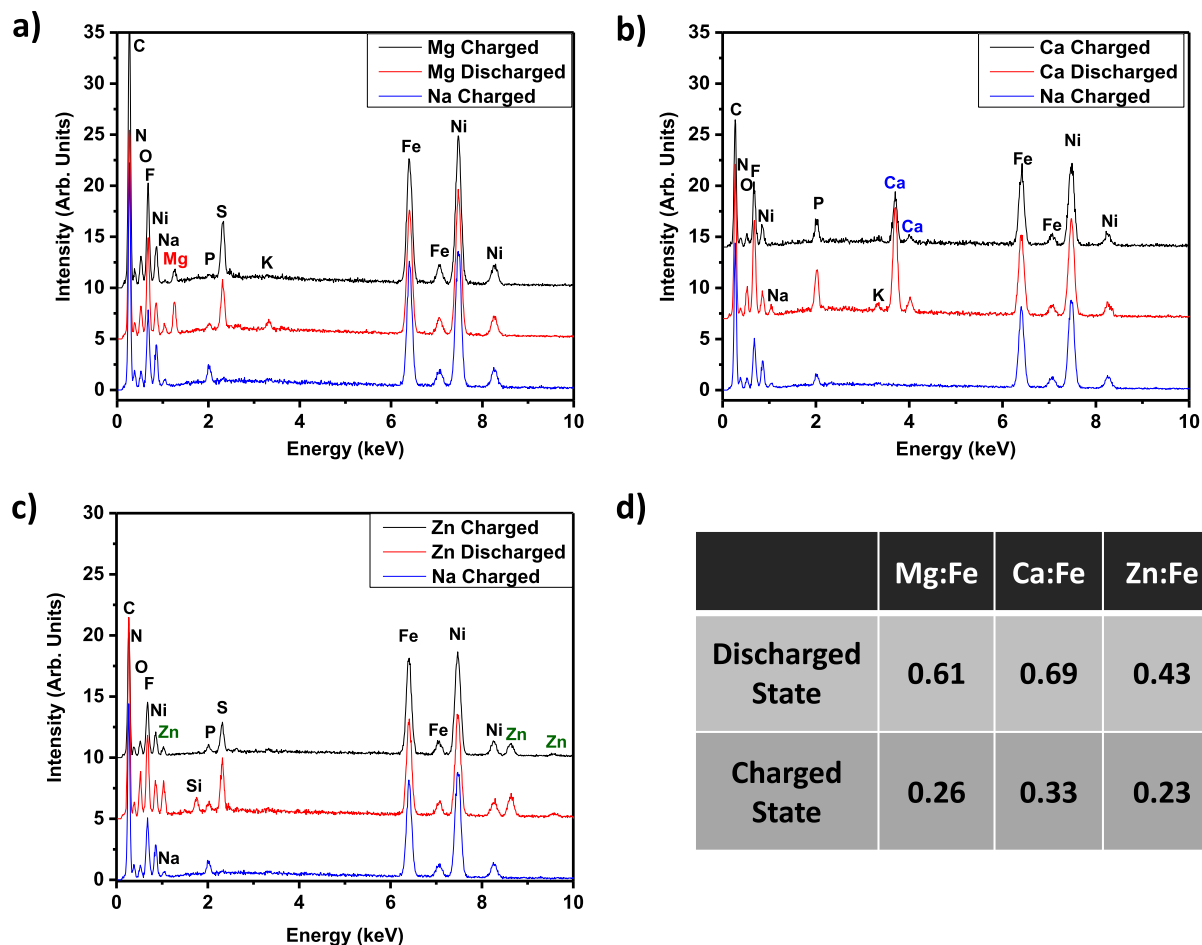 a)
35
30
25
20
15
10
5
0
Intensity (Arb. Units)
Mg Charged
Mg Discharged
Na Charged
C
N
O
F
Ni
Na
Mg
P
S
K
Fe
Fe
Ni
Ni
0 2 4 6 8 10
Energy (keV)
b)
35
30
25
20
15
10
5
0
Intensity (Arb. Units)
Ca Charged
Ca Discharged
Na Charged
C
N
O
F
Ni
Na
P
K
Ca
Ca
Fe
Fe
Ni
Ni
0 2 4 6 8 10
Energy (keV)
c)
30
25
20
15
10
5
0
Intensity (Arb. Units)
Zn Charged
Zn Discharged
Na Charged
C
N
O
F
Ni
Zn
Na
Si
P
S
Fe
Fe
Ni
Ni
Zn
Zn
0 2 4 6 8 10
Energy (keV)
d)
Mg:Fe Ca:Fe Zn:Fe
Discharged
State
0.61 0.69 0.43
Charged
State
0.26 0.33 0.23